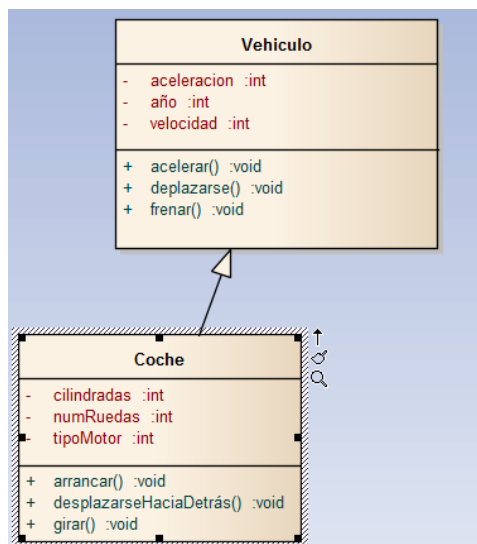 Vehiculo
- aceleracion :int
- año :int
- velocidad :int
+ acelerar() :void
+ deplazarse() :void
+ frenar() :void
Coche
- cilindradas :int
- numRuedas :int
- tipoMotor :int
+ arrancar() :void
+ desplazarseHaciaDetrás() :void
+ girar() :void